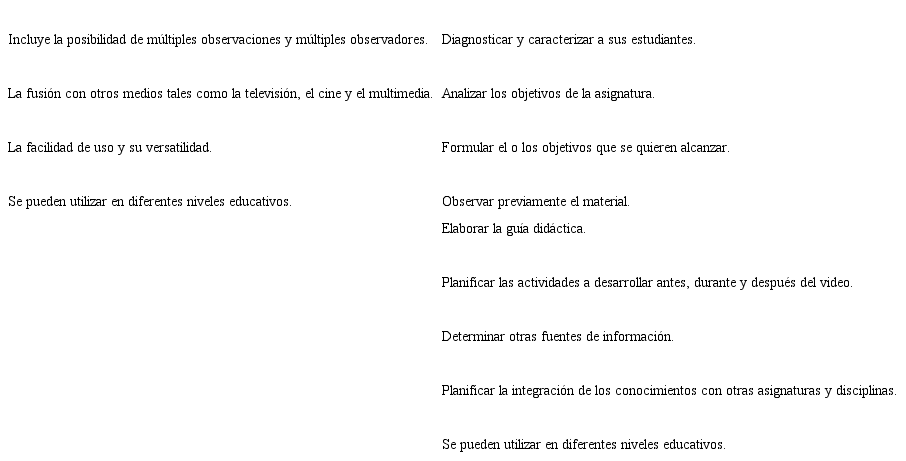 Incluye la posibilidad de múltiples observaciones y múltiples observadores.
La fusión con otros medios tales como la televisión, el cine y el multimedia.
La facilidad de uso y su versatilidad.
Se pueden utilizar en diferentes niveles educativos.
Diagnosticar y caracterizar a sus estudiantes.
Analizar los objetivos de la asignatura.
Formular el o los objetivos que se quieren alcanzar.
Observar previamente el material.
Elaborar la guía didáctica.
Planificar las actividades a desarrollar antes, durante y después del video.
Determinar otras fuentes de información.
Planificar la integración de los conocimientos con otras asignaturas y disciplinas.
Se pueden utilizar en diferentes niveles educativos.